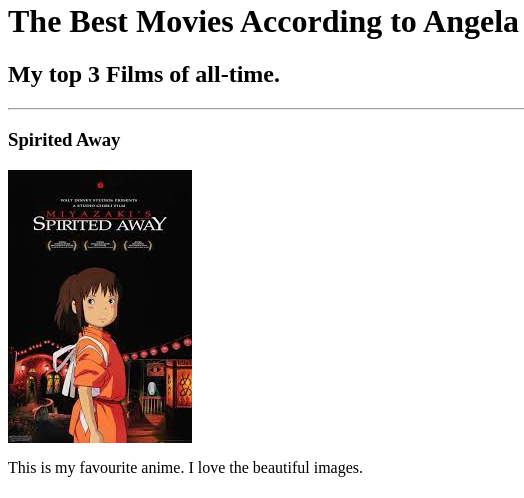 The Best Movies According to Angela
My top 3 Films of all-time.
Spirited Away
WALT DISNEY STUDIOS PRESENTS
A STUDIO GHIBLI FILM
MIYAZAKI'S
SPIRITED AWAY
This is my favourite anime. I love the beautiful images.